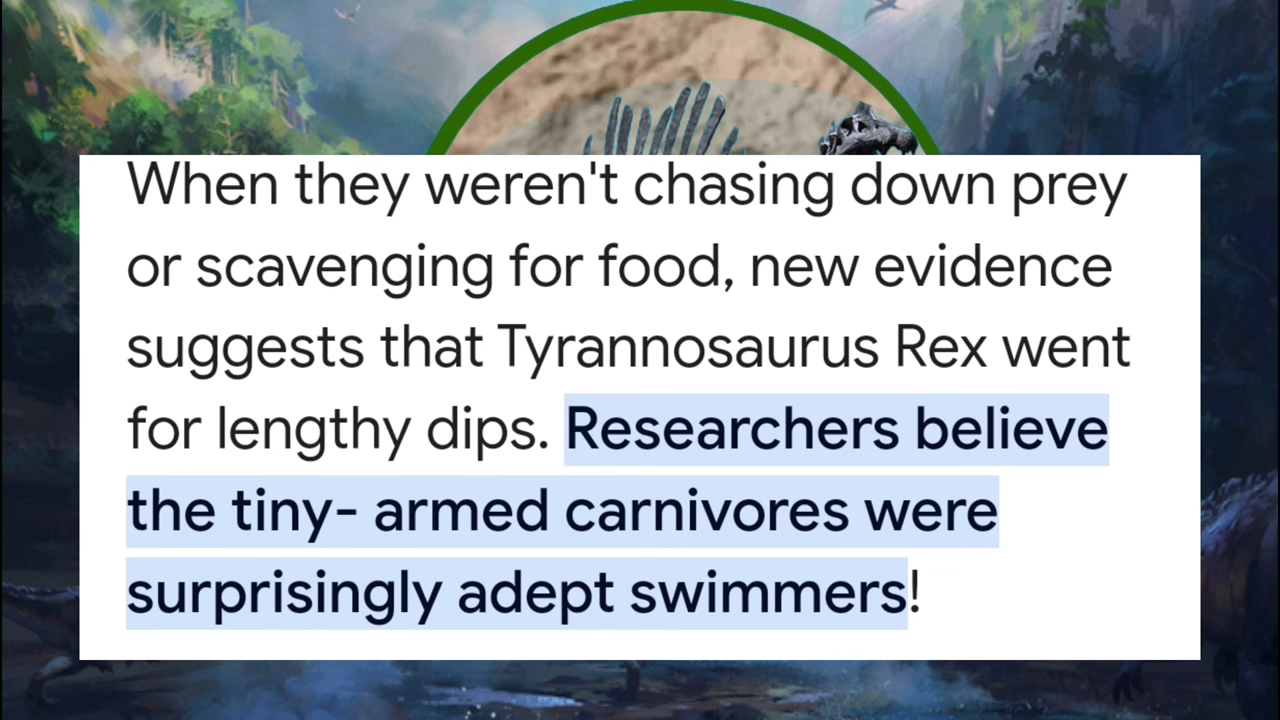 When they weren't chasing down prey
or scavenging for food, new evidence
suggests that Tyrannosaurus Rex went
for lengthy dips. Researchers believe
the tiny- armed carnivores were
surprisingly adept swimmers!